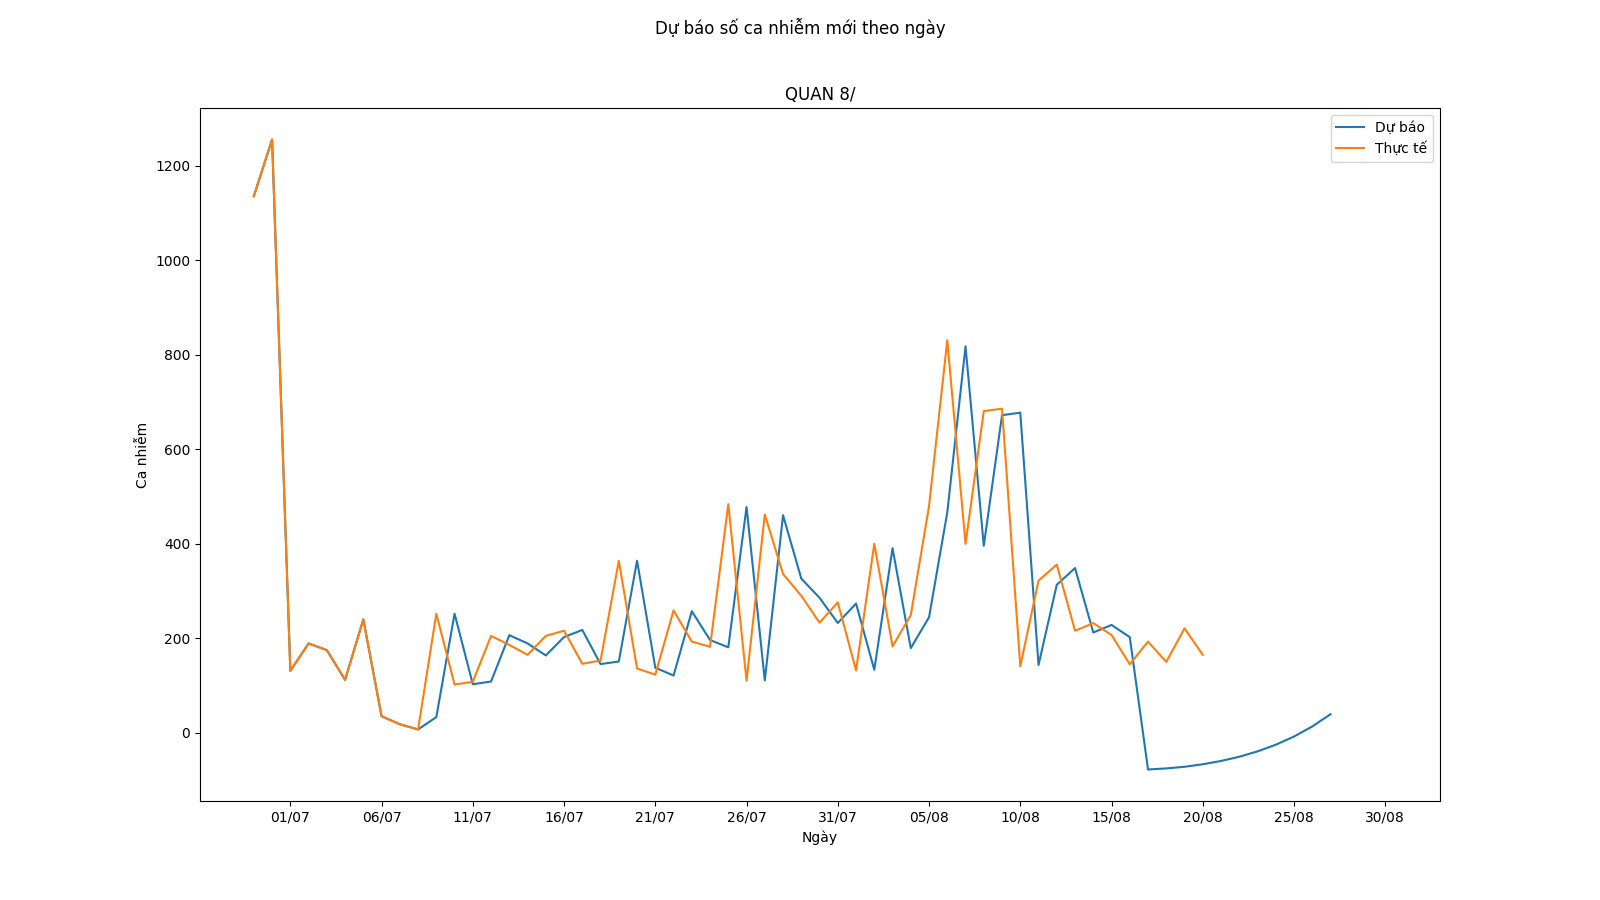 Dự báo số ca nhiễm mới theo ngày
QUAN 8/
Dự báo
Thực tế
1200
1000
800
600
400
200
0
Ca nhiễm
01/07 06/07 11/07 16/07 21/07 26/07 31/07 05/08 10/08 15/08 20/08 25/08 30/08
Ngày